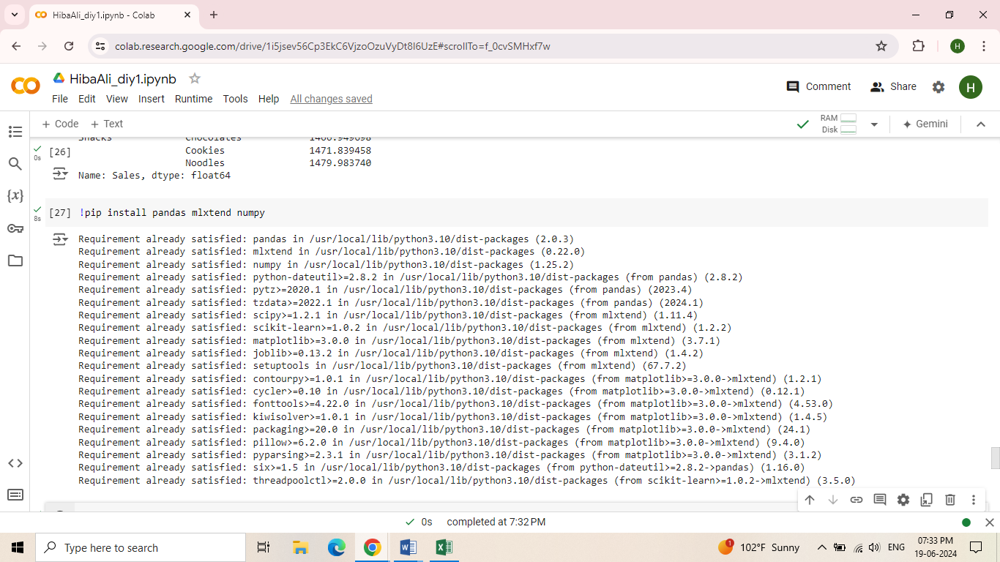 HibaAli_diy1.ipynb - Colab
colab.research.google.com/drive/1i5jsev56Cp3EkC6VjzoOzuVyDt8I6UzE#scrollTo=f_0cvSMHxf7w
H
HibaAli_diy1.ipynb
File Edit View Insert Runtime Tools Help All changes saved
Comment Share H
+ Code + Text
RAM
Disk
Gemini
Snacks Chocolates 1466.949698
[26] Cookies 1471.839458
0s
Noodles 1479.983740
Name: Sales, dtype: float64
[27] !pip install pandas mlxtend numpy
8s
Requirement already satisfied: pandas in /usr/local/lib/python3.10/dist-packages (2.0.3)
Requirement already satisfied: mlxtend in /usr/local/lib/python3.10/dist-packages (0.22.0)
Requirement already satisfied: numpy in /usr/local/lib/python3.10/dist-packages (1.25.2)
Requirement already satisfied: python-dateutil>=2.8.2 in /usr/local/lib/python3.10/dist-packages (from pandas) (2.8.2)
Requirement already satisfied: pytz>=2020.1 in /usr/local/lib/python3.10/dist-packages (from pandas) (2023.4)
Requirement already satisfied: tzdata>=2022.1 in /usr/local/lib/python3.10/dist-packages (from pandas) (2024.1)
Requirement already satisfied: scipy>=1.2.1 in /usr/local/lib/python3.10/dist-packages (from mlxtend) (1.11.4)
Requirement already satisfied: scikit-learn>=1.0.2 in /usr/local/lib/python3.10/dist-packages (from mlxtend) (1.2.2)
Requirement already satisfied: matplotlib>=3.0.0 in /usr/local/lib/python3.10/dist-packages (from mlxtend) (3.7.1)
Requirement already satisfied: joblib>=0.13.2 in /usr/local/lib/python3.10/dist-packages (from mlxtend) (1.4.2)
Requirement already satisfied: setuptools in /usr/local/lib/python3.10/dist-packages (from mlxtend) (67.7.2)
Requirement already satisfied: contourpy>=1.0.1 in /usr/local/lib/python3.10/dist-packages (from matplotlib>=3.0.0->mlxtend) (1.2.1)
Requirement already satisfied: cycler>=0.10 in /usr/local/lib/python3.10/dist-packages (from matplotlib>=3.0.0->mlxtend) (0.12.1)
Requirement already satisfied: fonttools>=4.22.0 in /usr/local/lib/python3.10/dist-packages (from matplotlib>=3.0.0->mlxtend) (4.53.0)
Requirement already satisfied: kiwisolver>=1.0.1 in /usr/local/lib/python3.10/dist-packages (from matplotlib>=3.0.0->mlxtend) (1.4.5)
Requirement already satisfied: packaging>=20.0 in /usr/local/lib/python3.10/dist-packages (from matplotlib>=3.0.0->mlxtend) (24.1)
Requirement already satisfied: pillow>=6.2.0 in /usr/local/lib/python3.10/dist-packages (from matplotlib>=3.0.0->mlxtend) (9.4.0)
Requirement already satisfied: pyparsing>=2.3.1 in /usr/local/lib/python3.10/dist-packages (from matplotlib>=3.0.0->mlxtend) (3.1.2)
Requirement already satisfied: six>=1.5 in /usr/local/lib/python3.10/dist-packages (from python-dateutil>=2.8.2->pandas) (1.16.0)
Requirement already satisfied: threadpoolctl>=2.0.0 in /usr/local/lib/python3.10/dist-packages (from scikit-learn>=1.0.2->mlxtend) (3.5.0)
0s completed at 7:32 PM
Type here to search
1
102°F Sunny
ENG
07:33 PM
19-06-2024